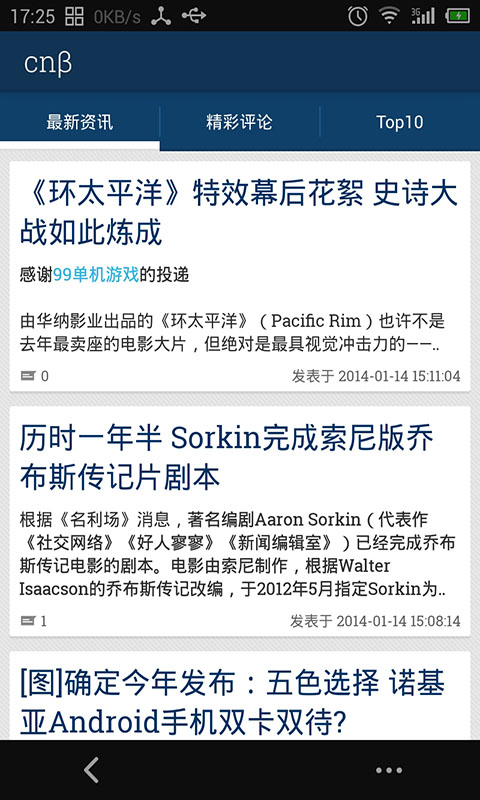 17:25 0KB/s 3G
cnβ
最新资讯 精彩评论 Top10
《环太平洋》特效幕后花絮 史诗大
战如此炼成
感谢99单机游戏的投递
由华纳影业出品的《环太平洋》（Pacific Rim）也许不是
去年最卖座的电影大片，但绝对是最具视觉冲击力的——..
0 发表于 2014-01-14 15:11:04
历时一年半 Sorkin完成索尼版乔
布斯传记片剧本
根据《名利场》消息，著名编剧Aaron Sorkin（代表作
《社交网络》《好人寥寥》《新闻编辑室》）已经完成乔布
斯传记电影的剧本。电影由索尼制作，根据Walter
Isaacson的乔布斯传记改编，于2012年5月指定Sorkin为..
1 发表于 2014-01-14 15:08:14
[图]确定今年发布：五色选择 诺基
亚Android手机双卡双待?